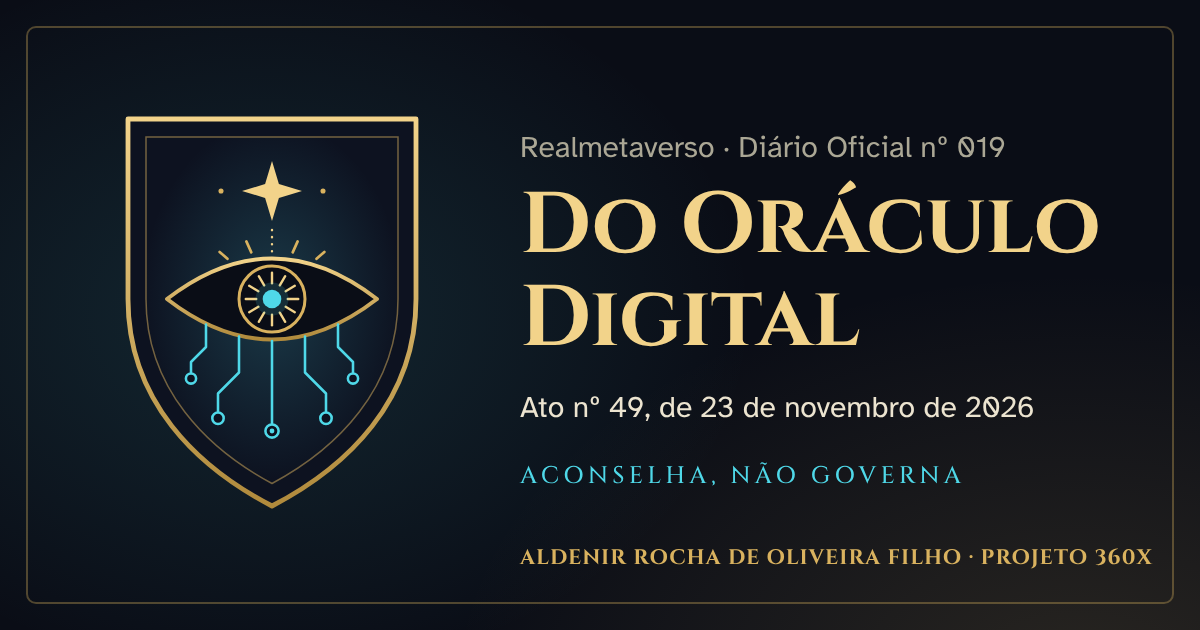 Realmetaverso · Diário Oficial nº 019
Do Oráculo
Digital
Ato nº 49, de 23 de novembro de 2026
ACONSELHA, NÃO GOVERNA
ALDENIR ROCHA DE OLIVEIRA FILHO · PROJETO 360X